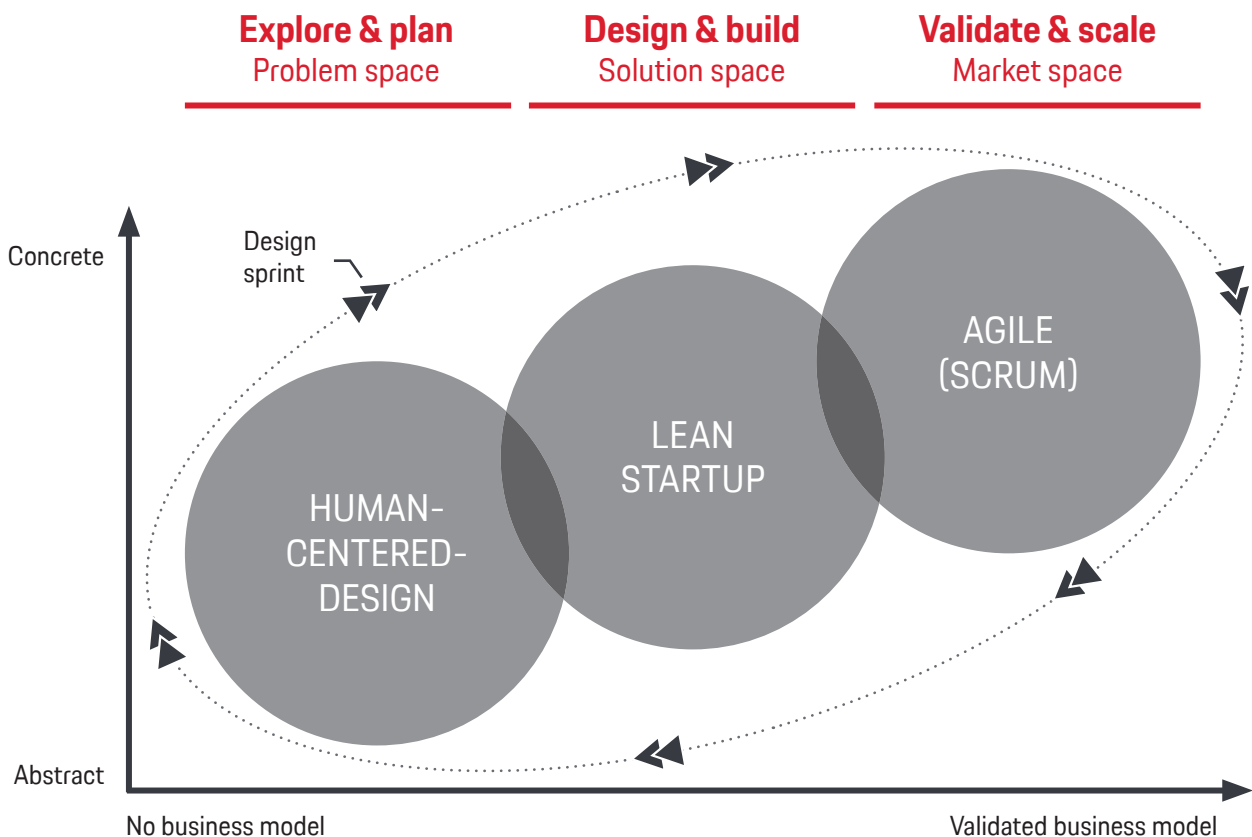 Explore & plan
Problem space
Design & build
Solution space
Validate & scale
Market space
Concrete
Design
sprint
AGILE
(SCRUM)
LEAN
STARTUP
HUMAN-
CENTERED-
DESIGN
Abstract
No business model
Validated business model